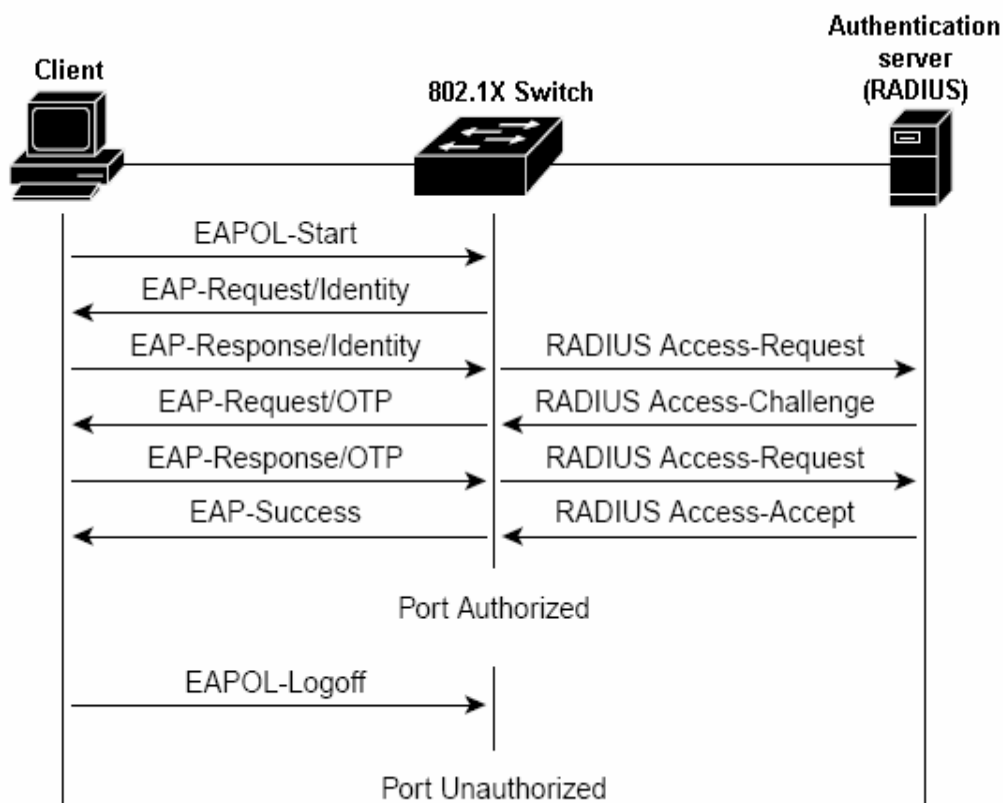 Client
802.1X Switch
Authentication
server
(RADIUS)
EAPOL-Start
EAP-Request/Identity
EAP-Response/Identity
RADIUS Access-Request
EAP-Request/OTP
RADIUS Access-Challenge
EAP-Response/OTP
RADIUS Access-Request
EAP-Success
RADIUS Access-Accept
Port Authorized
EAPOL-Logoff
Port Unauthorized